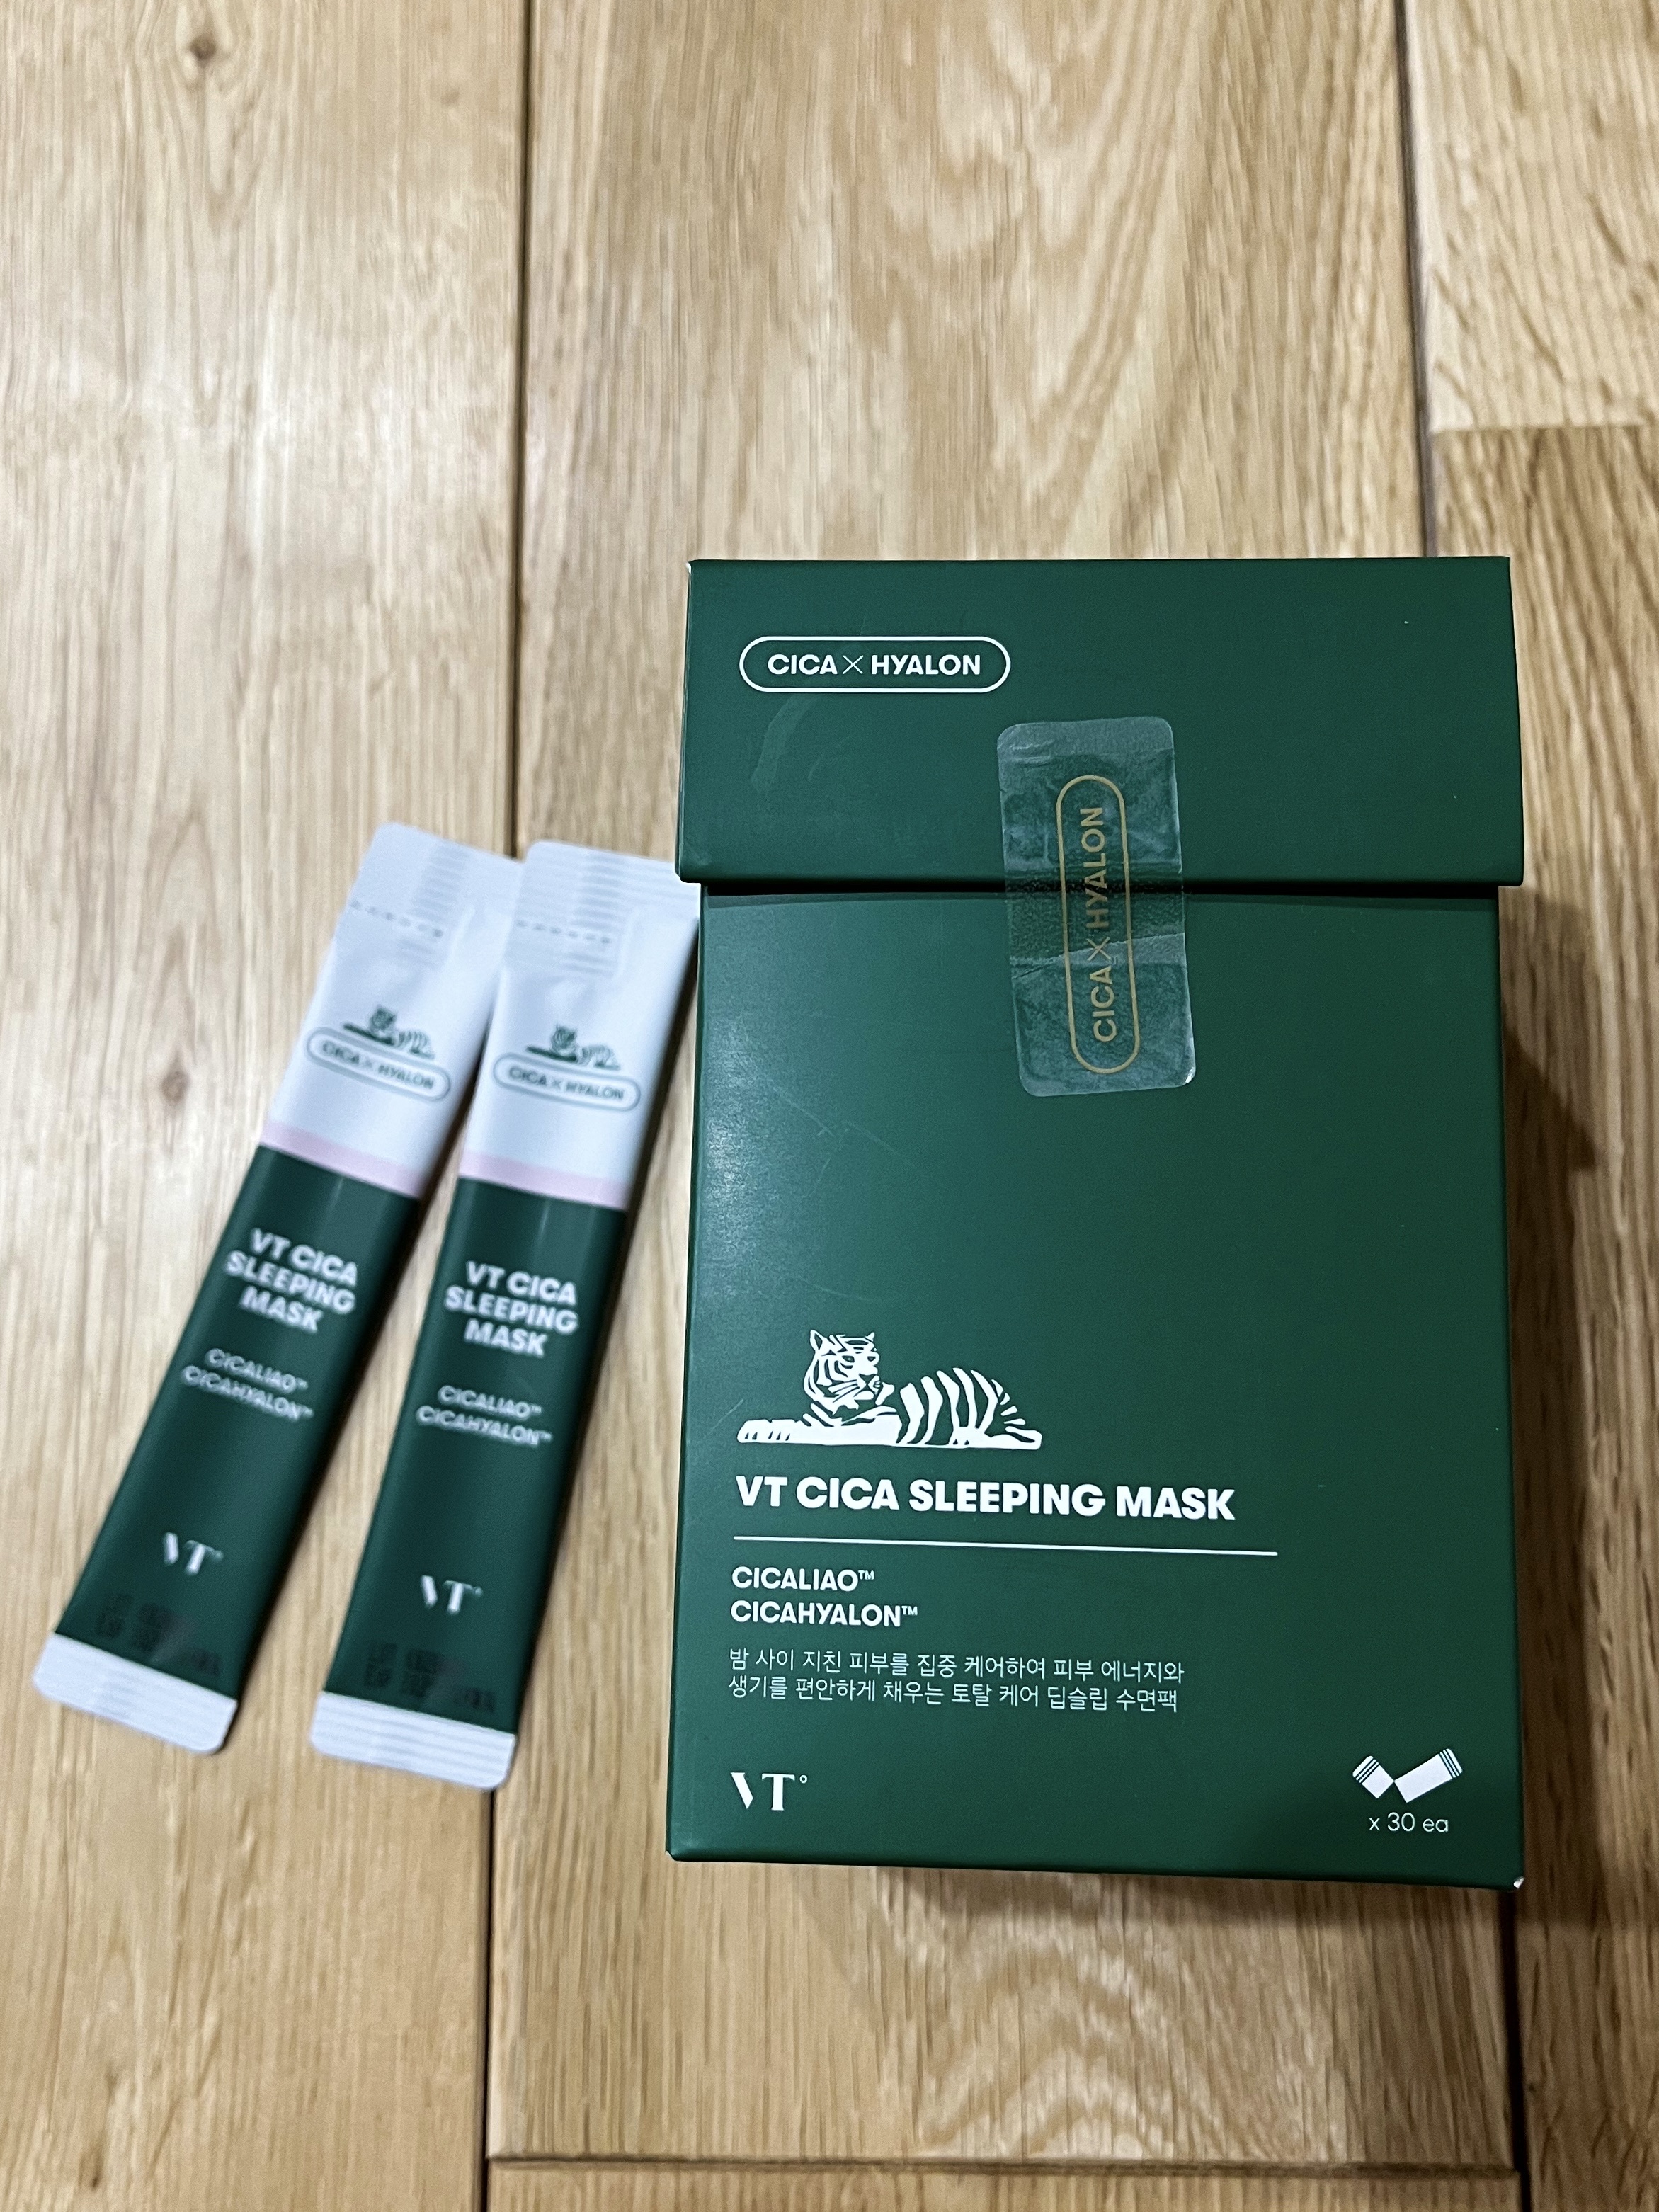 CICA×HYALON
CICA×HYALON
VT CICA SLEEPING MASK
CICALIAO™
CICAHYALON™
밤 사이 지친 피부를 집중 케어하여 피부 에너지와
생기를 편안하게 채우는 토탈 케어 딥슬립 수면팩
VT°
x 30 ea
CICA×HYALON
VT CICA
SLEEPING
MASK
CICALIAO™
CICAHYALON™
VT°
CICA×HYALON
VT CICA
SLEEPING
MASK
CICALIAO™
CICAHYALON™
VT°